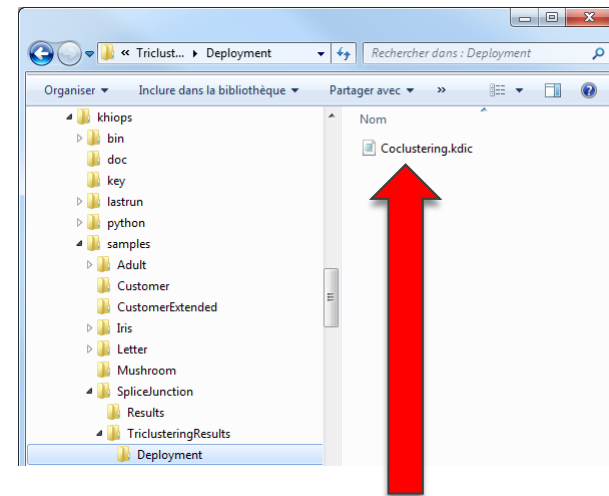 « Triclust... ▸ Deployment
Rechercher dans : Deployment
Organiser ▾ Inclure dans la bibliothèque ▾ Partager avec ▾ »
khiops
bin
doc
key
lastrun
python
samples
Adult
Customer
CustomerExtended
Iris
Letter
Mushroom
SpliceJunction
Results
TriclusteringResults
Deployment
Nom
Coclustering.kdic